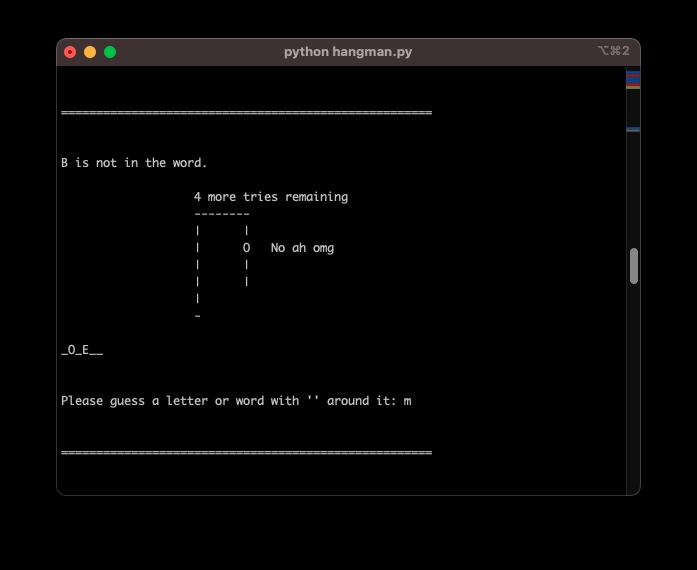 python hangman.py
⌥⌘2
=====================================================
B is not in the word.
4 more tries remaining
--------
|      |
|      O   No ah omg
|      |
|      |
|
-
_O_E__
Please guess a letter or word with '' around it: m
=====================================================